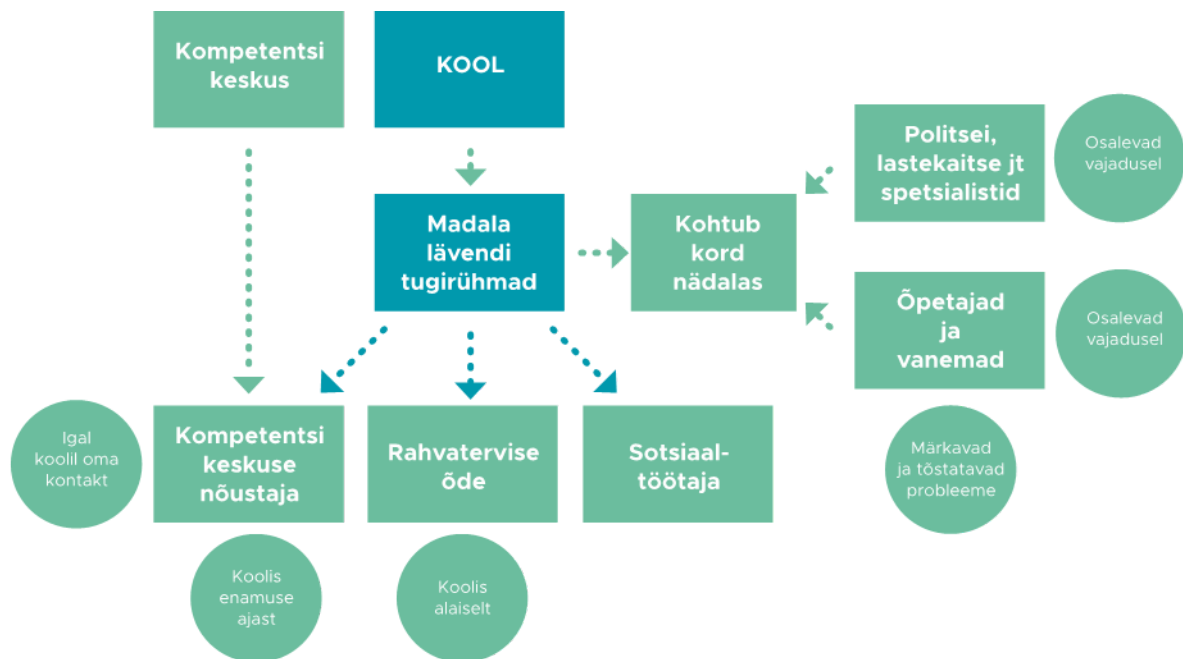 Kompetentsi
keskus
KOOL
Politsei,
lastekaitse jt
spetsialistid
Osalevad
vajadusel
Madala
lävendi
tugirühmad
Kohtub
kord
nädalas
Õpetajad
ja
vanemad
Osalevad
vajadusel
Igal
koolil oma
kontakt
Kompetentsi
keskuse
nõustaja
Rahvatervise
õde
Sotsiaal-
töötaja
Märkavad
ja tõstatavad
probleeme
Koolis
enamuse
ajast
Koolis
alaiselt